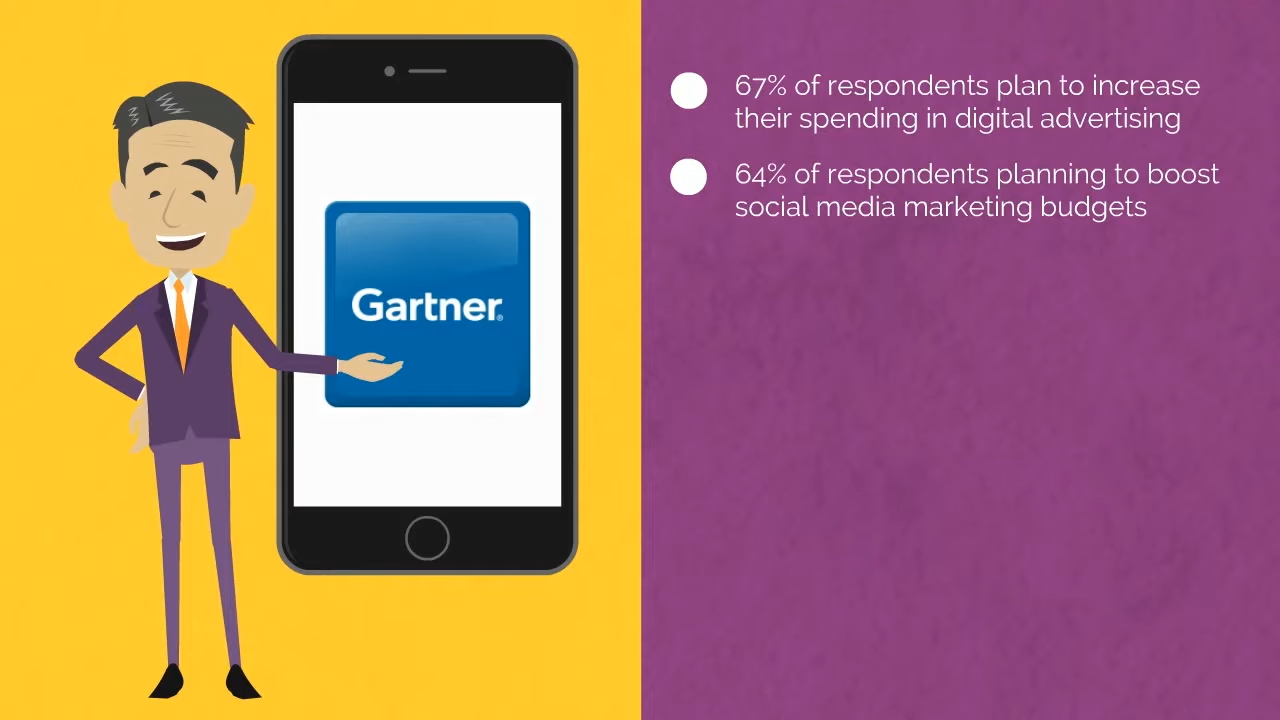 Gartner®
67% of respondents plan to increase
their spending in digital advertising
64% of respondents planning to boost
social media marketing budgets